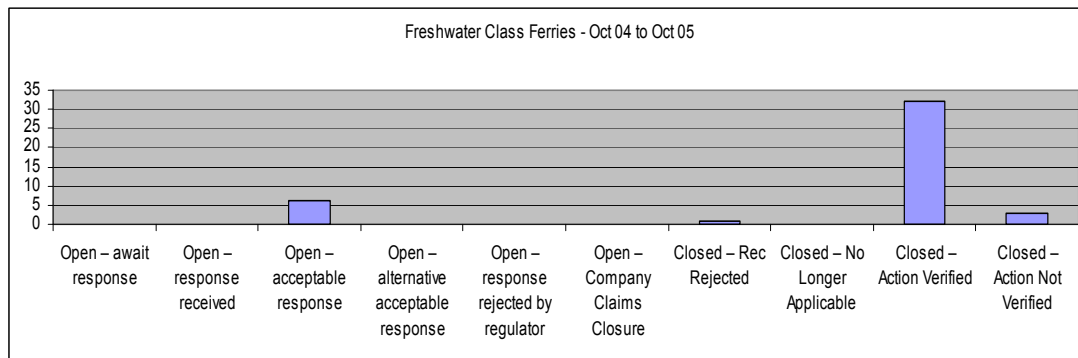 Freshwater Class Ferries - Oct 04 to Oct 05
35
30
25
20
15
10
5
0
Open – await
response
Open –
response
received
Open –
acceptable
response
Open –
alternative
acceptable
response
Open –
response
rejected by
regulator
Open –
Company
Claims
Closure
Closed – Rec
Rejected
Closed – No
Longer
Applicable
Closed –
Action Verified
Closed –
Action Not
Verified